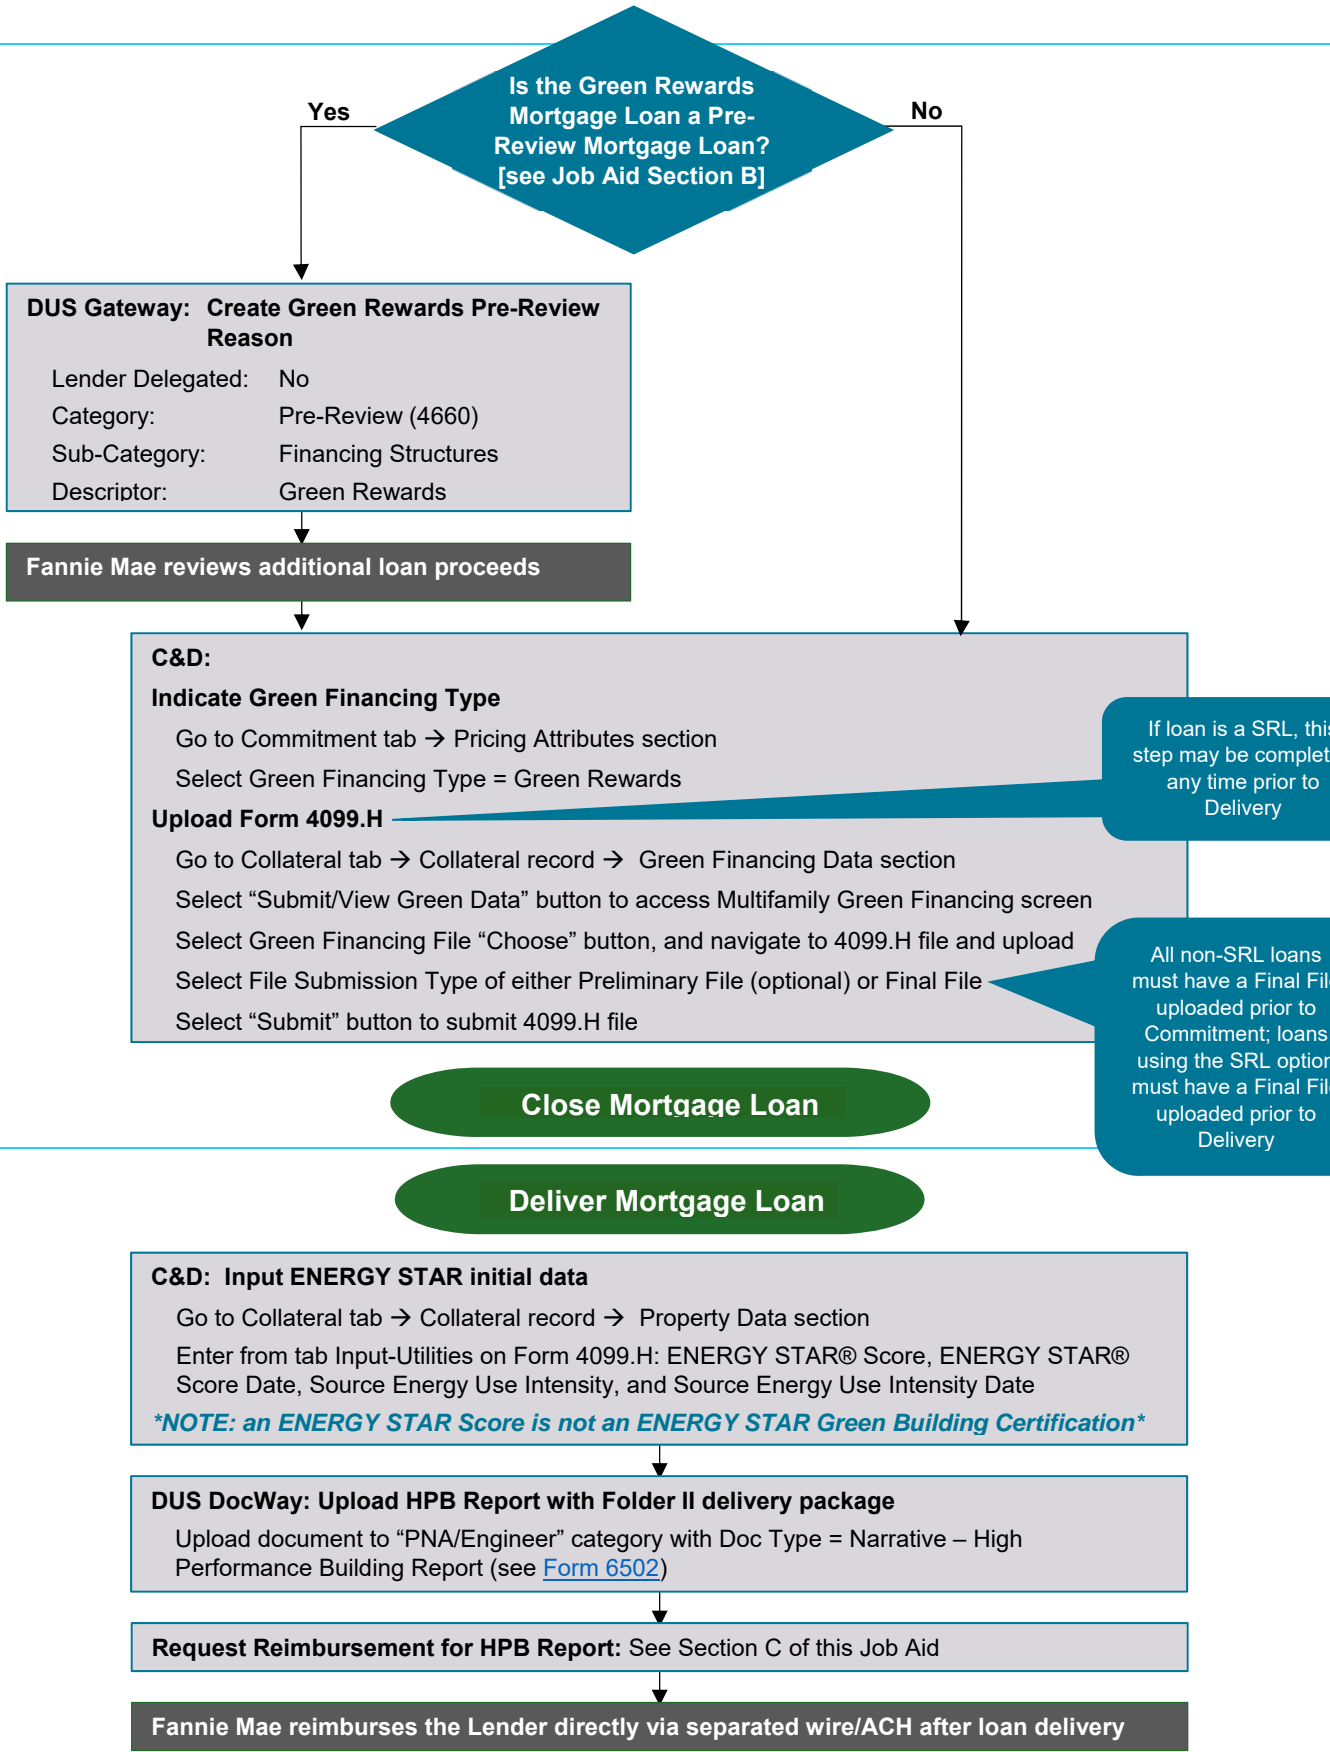 Is the Green Rewards
Mortgage Loan a Pre-
Review Mortgage Loan?
[see Job Aid Section B]
Yes
No
DUS Gateway: Create Green Rewards Pre-Review
Reason
Lender Delegated: No
Category: Pre-Review (4660)
Sub-Category: Financing Structures
Descriptor: Green Rewards
Fannie Mae reviews additional loan proceeds
C&D:
Indicate Green Financing Type
Go to Commitment tab → Pricing Attributes section
Select Green Financing Type = Green Rewards
Upload Form 4099.H
Go to Collateral tab → Collateral record → Green Financing Data section
Select “Submit/View Green Data” button to access Multifamily Green Financing screen
Select Green Financing File “Choose” button, and navigate to 4099.H file and upload
Select File Submission Type of either Preliminary File (optional) or Final File
Select “Submit” button to submit 4099.H file
If loan is a SRL, this
step may be complet
any time prior to
Delivery
All non-SRL loans
must have a Final File
uploaded prior to
Commitment; loans
using the SRL option
must have a Final File
uploaded prior to
Delivery
Close Mortgage Loan
Deliver Mortgage Loan
C&D: Input ENERGY STAR initial data
Go to Collateral tab → Collateral record → Property Data section
Enter from tab Input-Utilities on Form 4099.H: ENERGY STAR® Score, ENERGY STAR®
Score Date, Source Energy Use Intensity, and Source Energy Use Intensity Date
*NOTE: an ENERGY STAR Score is not an ENERGY STAR Green Building Certification*
DUS DocWay: Upload HPB Report with Folder II delivery package
Upload document to “PNA/Engineer” category with Doc Type = Narrative – High
Performance Building Report (see Form 6502)
Request Reimbursement for HPB Report: See Section C of this Job Aid
Fannie Mae reimburses the Lender directly via separated wire/ACH after loan delivery